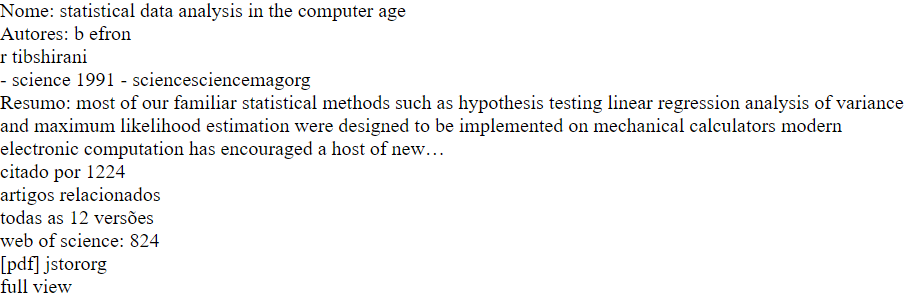 Nome: statistical data analysis in the computer age
Autores: b efron
r tibshirani
- science 1991 - sciencesciencemagorg
Resumo: most of our familiar statistical methods such as hypothesis testing linear regression analysis of variance
and maximum likelihood estimation were designed to be implemented on mechanical calculators modern
electronic computation has encouraged a host of new…
citado por 1224
artigos relacionados
todas as 12 versões
web of science: 824
[pdf] jstororg
full view